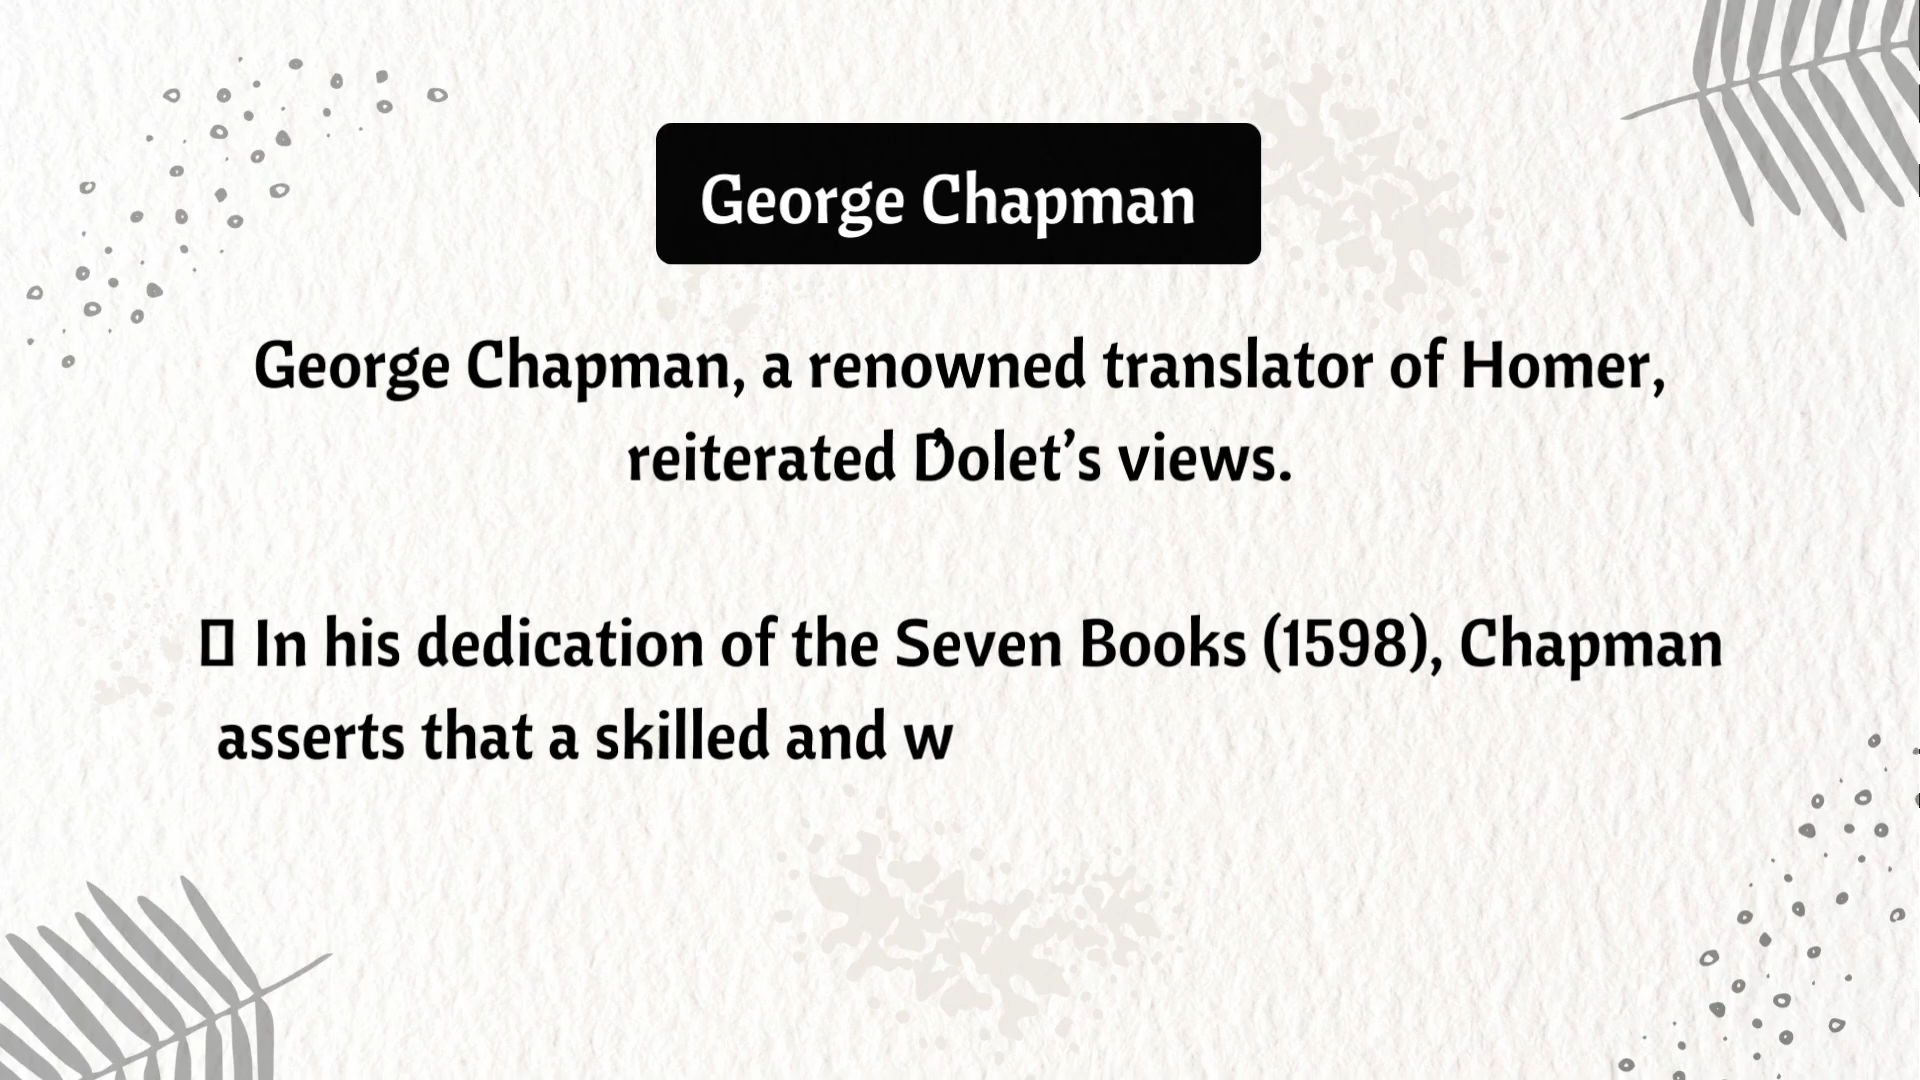 George Chapman
George Chapman, a renowned translator of Homer,
reiterated Dolet’s views.
In his dedication of the Seven Books (1598), Chapman
asserts that a skilled and w